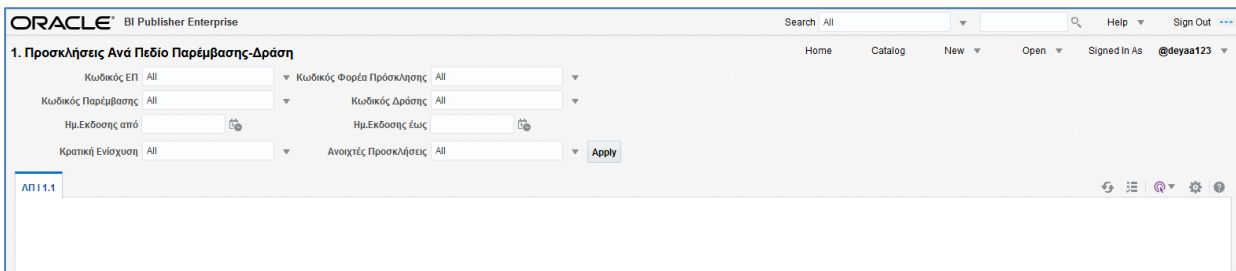 ORACLE BI Publisher Enterprise Search All Help Sign Out
1. Προσκλήσεις Ανά Πεδίο Παρέμβασης-Δράση Home Catalog New Open Signed In As @deyaa123
Κωδικός ΕΠ All Κωδικός Φορέα Πρόσκλησης All
Κωδικός Παρέμβασης All Κωδικός Δράσης All
Ημ.Εκδοσης από Ημ.Εκδοσης έως
Κρατική Ενίσχυση All Ανοιχτές Προσκλήσεις All Apply
ΛΠ Ι 1.1